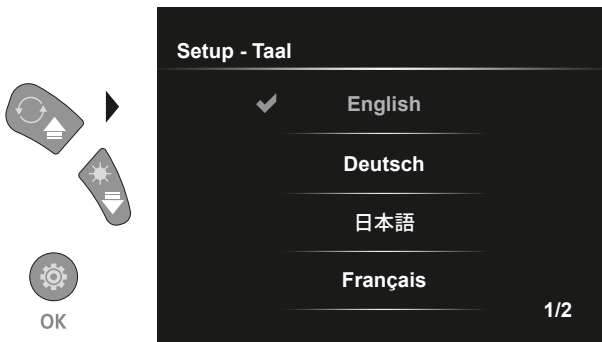 Setup - Taal
English
Deutsch
日本語
Français
1/2
OK